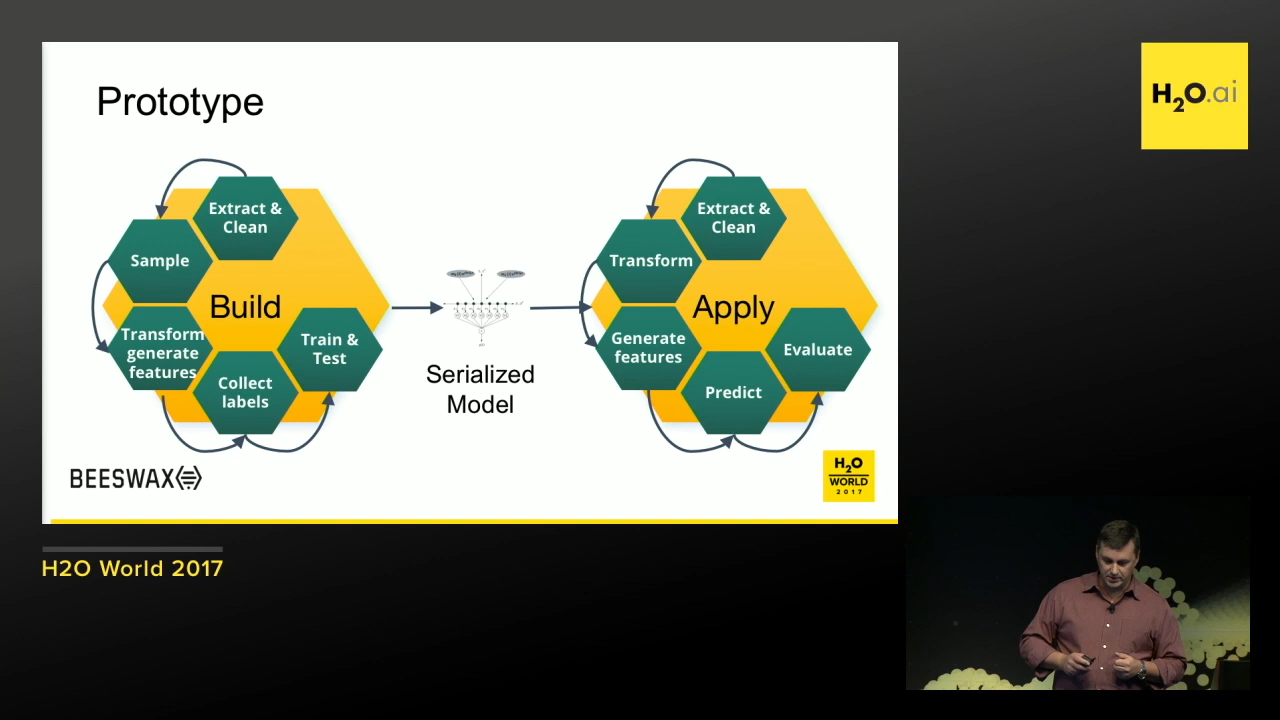 Prototype
H2O.ai
Extract &
Clean
Sample
Transform
generate
features
Collect
labels
Train &
Test
Build
Serialized
Model
Extract &
Clean
Transform
Generate
features
Predict
Evaluate
Apply
BEESWAX
H2O
WORLD
2017
H2O World 2017